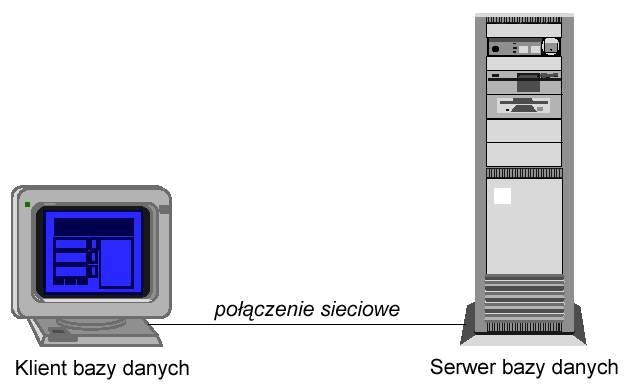 połączenie sieciowe
Klient bazy danych
Serwer bazy danych